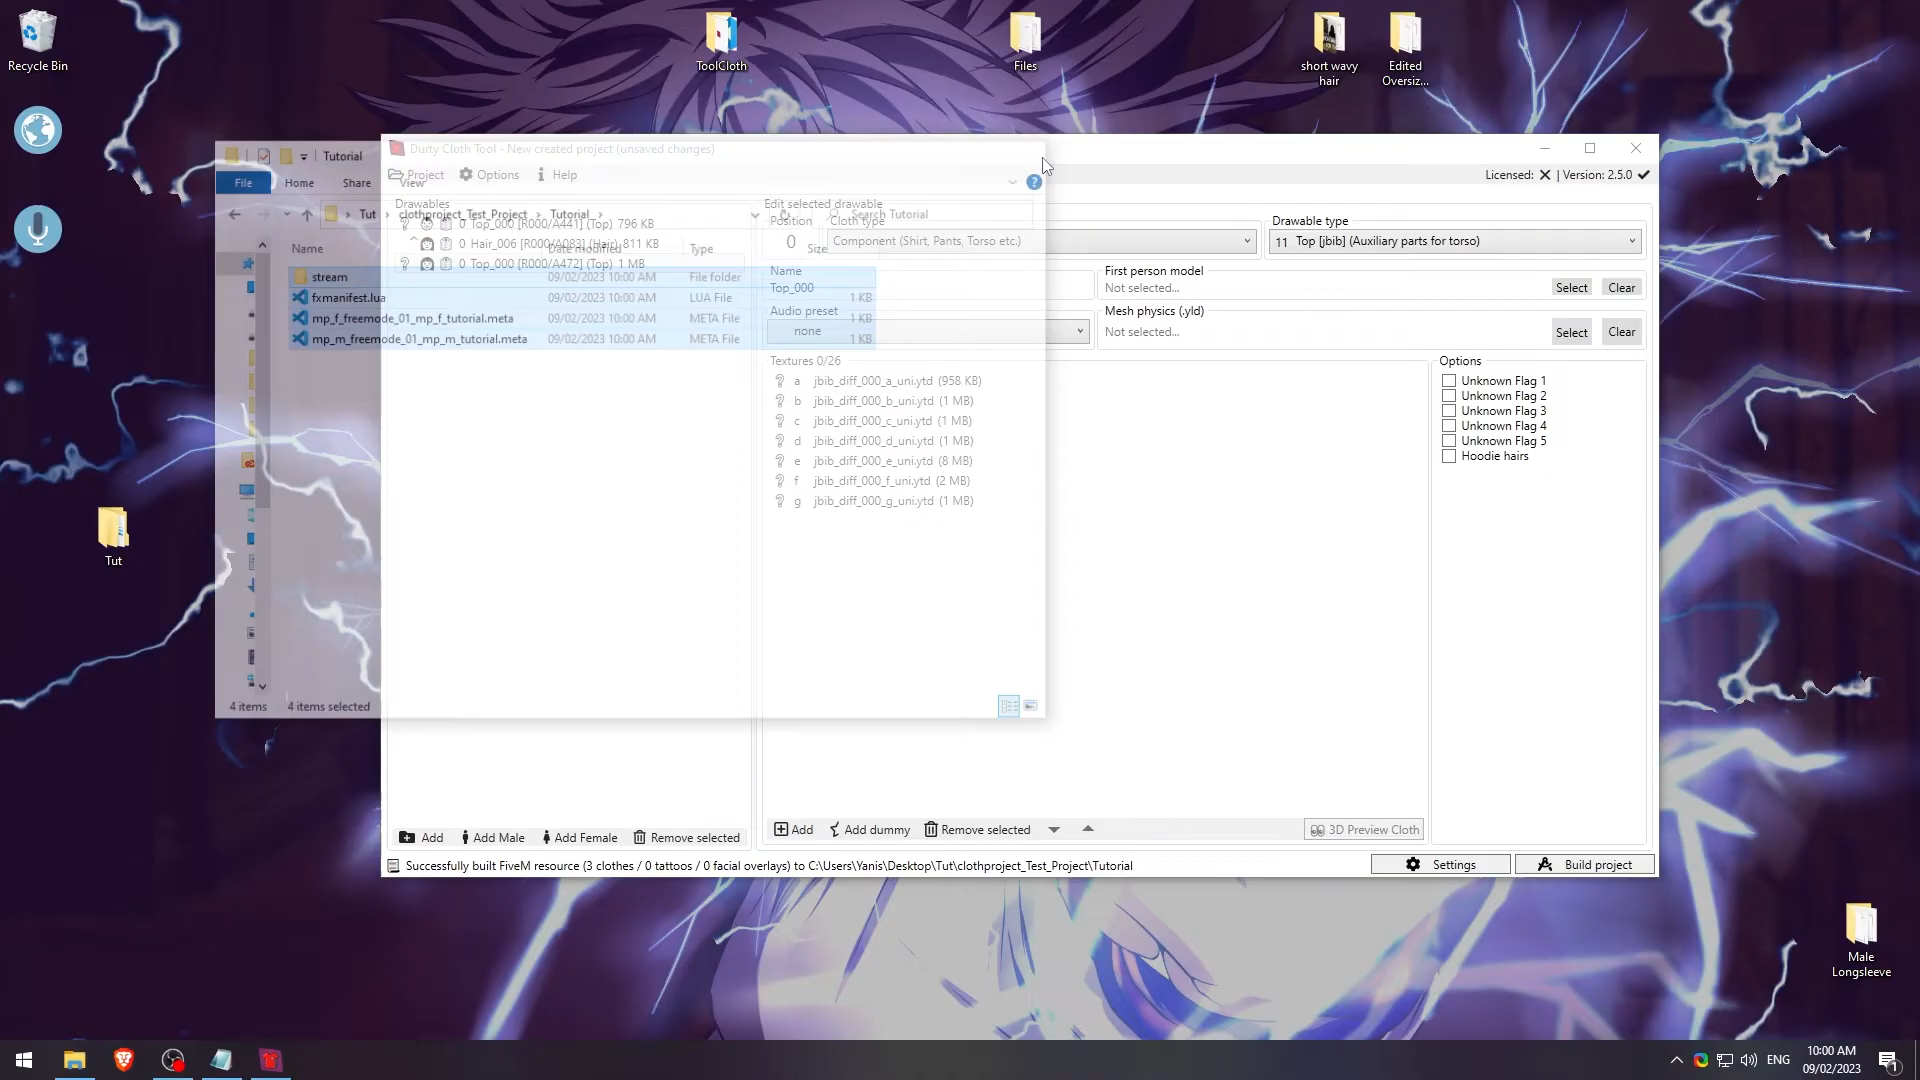 Recycle Bin
ToolCloth
Files
short wavy
hair
Edited
Oversiz...
Tutorial
Durty Cloth Tool - New created project (unsaved changes)
File
Home
Share
View
Project
Options
Help
Licensed:
| Version: 2.5.0
Tut
clothproject_Test_Project
Tutorial
Search Tutorial
Name
Date modified
Type
Size
stream
09/02/2023 10:00 AM
File folder
fxmanifest.lua
09/02/2023 10:00 AM
LUA File
1 KB
mp_f_freemode_01_mp_f_tutorial.meta
09/02/2023 10:00 AM
META File
1 KB
mp_m_freemode_01_mp_m_tutorial.meta
09/02/2023 10:00 AM
META File
1 KB
4 items
4 items selected
Drawables
0 Top_000 [R000/A441] (Top) 796 KB
0 Hair_006 [R000/A083] (Hair) 811 KB
0 Top_000 [R000/A472] (Top) 1 MB
Edit selected drawable
Position
0
Cloth type
Component (Shirt, Pants, Torso etc.)
Drawable type
11 Top [jbib] (Auxiliary parts for torso)
Name
Top_000
First person model
Not selected...
Select
Clear
Audio preset
none
Mesh physics (.yld)
Not selected...
Select
Clear
Textures 0/26
a jbib_diff_000_a_uni.ytd (958 KB)
b jbib_diff_000_b_uni.ytd (1 MB)
c jbib_diff_000_c_uni.ytd (1 MB)
d jbib_diff_000_d_uni.ytd (1 MB)
e jbib_diff_000_e_uni.ytd (8 MB)
f jbib_diff_000_f_uni.ytd (2 MB)
g jbib_diff_000_g_uni.ytd (1 MB)
Options
Unknown Flag 1
Unknown Flag 2
Unknown Flag 3
Unknown Flag 4
Unknown Flag 5
Hoodie hairs
Tut
Add
Add Male
Add Female
Remove selected
Add
Add dummy
Remove selected
3D Preview Cloth
Successfully built FiveM resource (3 clothes / 0 tattoos / 0 facial overlays) to C:\Users\Yanis\Desktop\Tut\clothproject_Test_Project\Tutorial
Settings
Build project
Male
Longsleeve
ENG
10:00 AM
09/02/2023
1